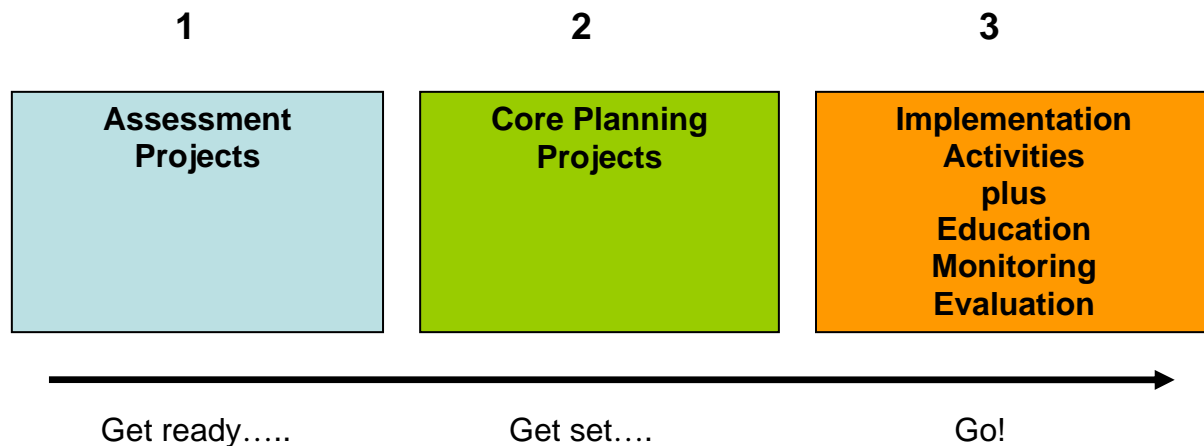 1
2
3
Assessment
Projects
Core Planning
Projects
Implementation
Activities
plus
Education
Monitoring
Evaluation
Get ready…..
Get set….
Go!